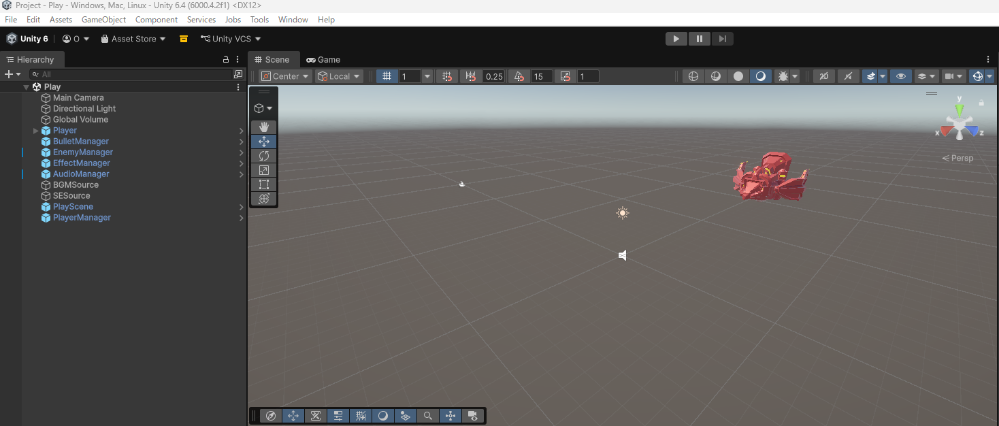 Project - Play - Windows, Mac, Linux - Unity 6.4 (6000.4.2f1) <DX12>
File Edit Assets GameObject Component Services Jobs Tools Window Help
Unity 6 O Asset Store Unity VCS
Hierarchy Scene Game
All Center Local 1 0.25 15 1 2D
Play
Main Camera
Directional Light
Global Volume
Player
BulletManager
EnemyManager
EffectManager
AudioManager
BGMSource
SESource
PlayScene
PlayerManager
y
x z
Persp